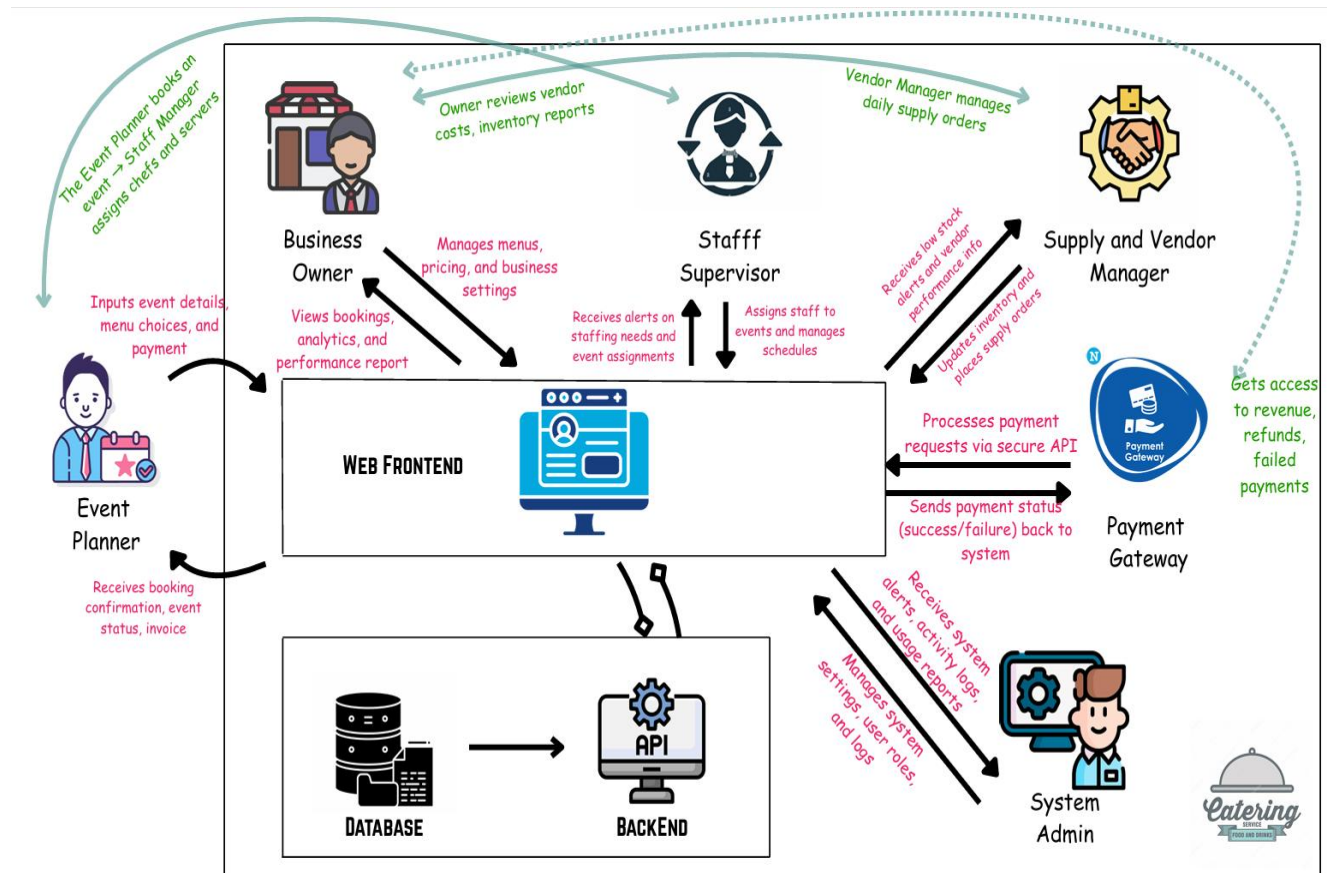 The Event Planner books an
event → Staff Manager
assigns chefs and servers
Owner reviews vendor
costs, inventory reports
Vendor Manager manages
daily supply orders
Business
Owner
Stafff
Supervisor
Supply and Vendor
Manager
Manages menus,
pricing, and business
settings
Views bookings,
analytics, and
performance report
Receives alerts on
staffing needs and
event assignments
Assigns staff to
events and manages
schedules
Receives low stock
alerts and vendor
performance info
Updates inventory and
places supply orders
Inputs event details,
menu choices, and
payment
Event
Planner
Receives booking
confirmation, event
status, invoice
WEB FRONTEND
Processes payment
requests via secure API
Sends payment status
(success/failure) back to
system
N
Payment
Gateway
Payment
Gateway
Gets access
to revenue,
refunds,
failed
payments
Receives system
alerts, activity logs,
and usage reports
Manages system
settings, user roles,
and logs
System
Admin
DATABASE
API
BACKEND
Catering
SERVICE
FOOD AND DRINKS